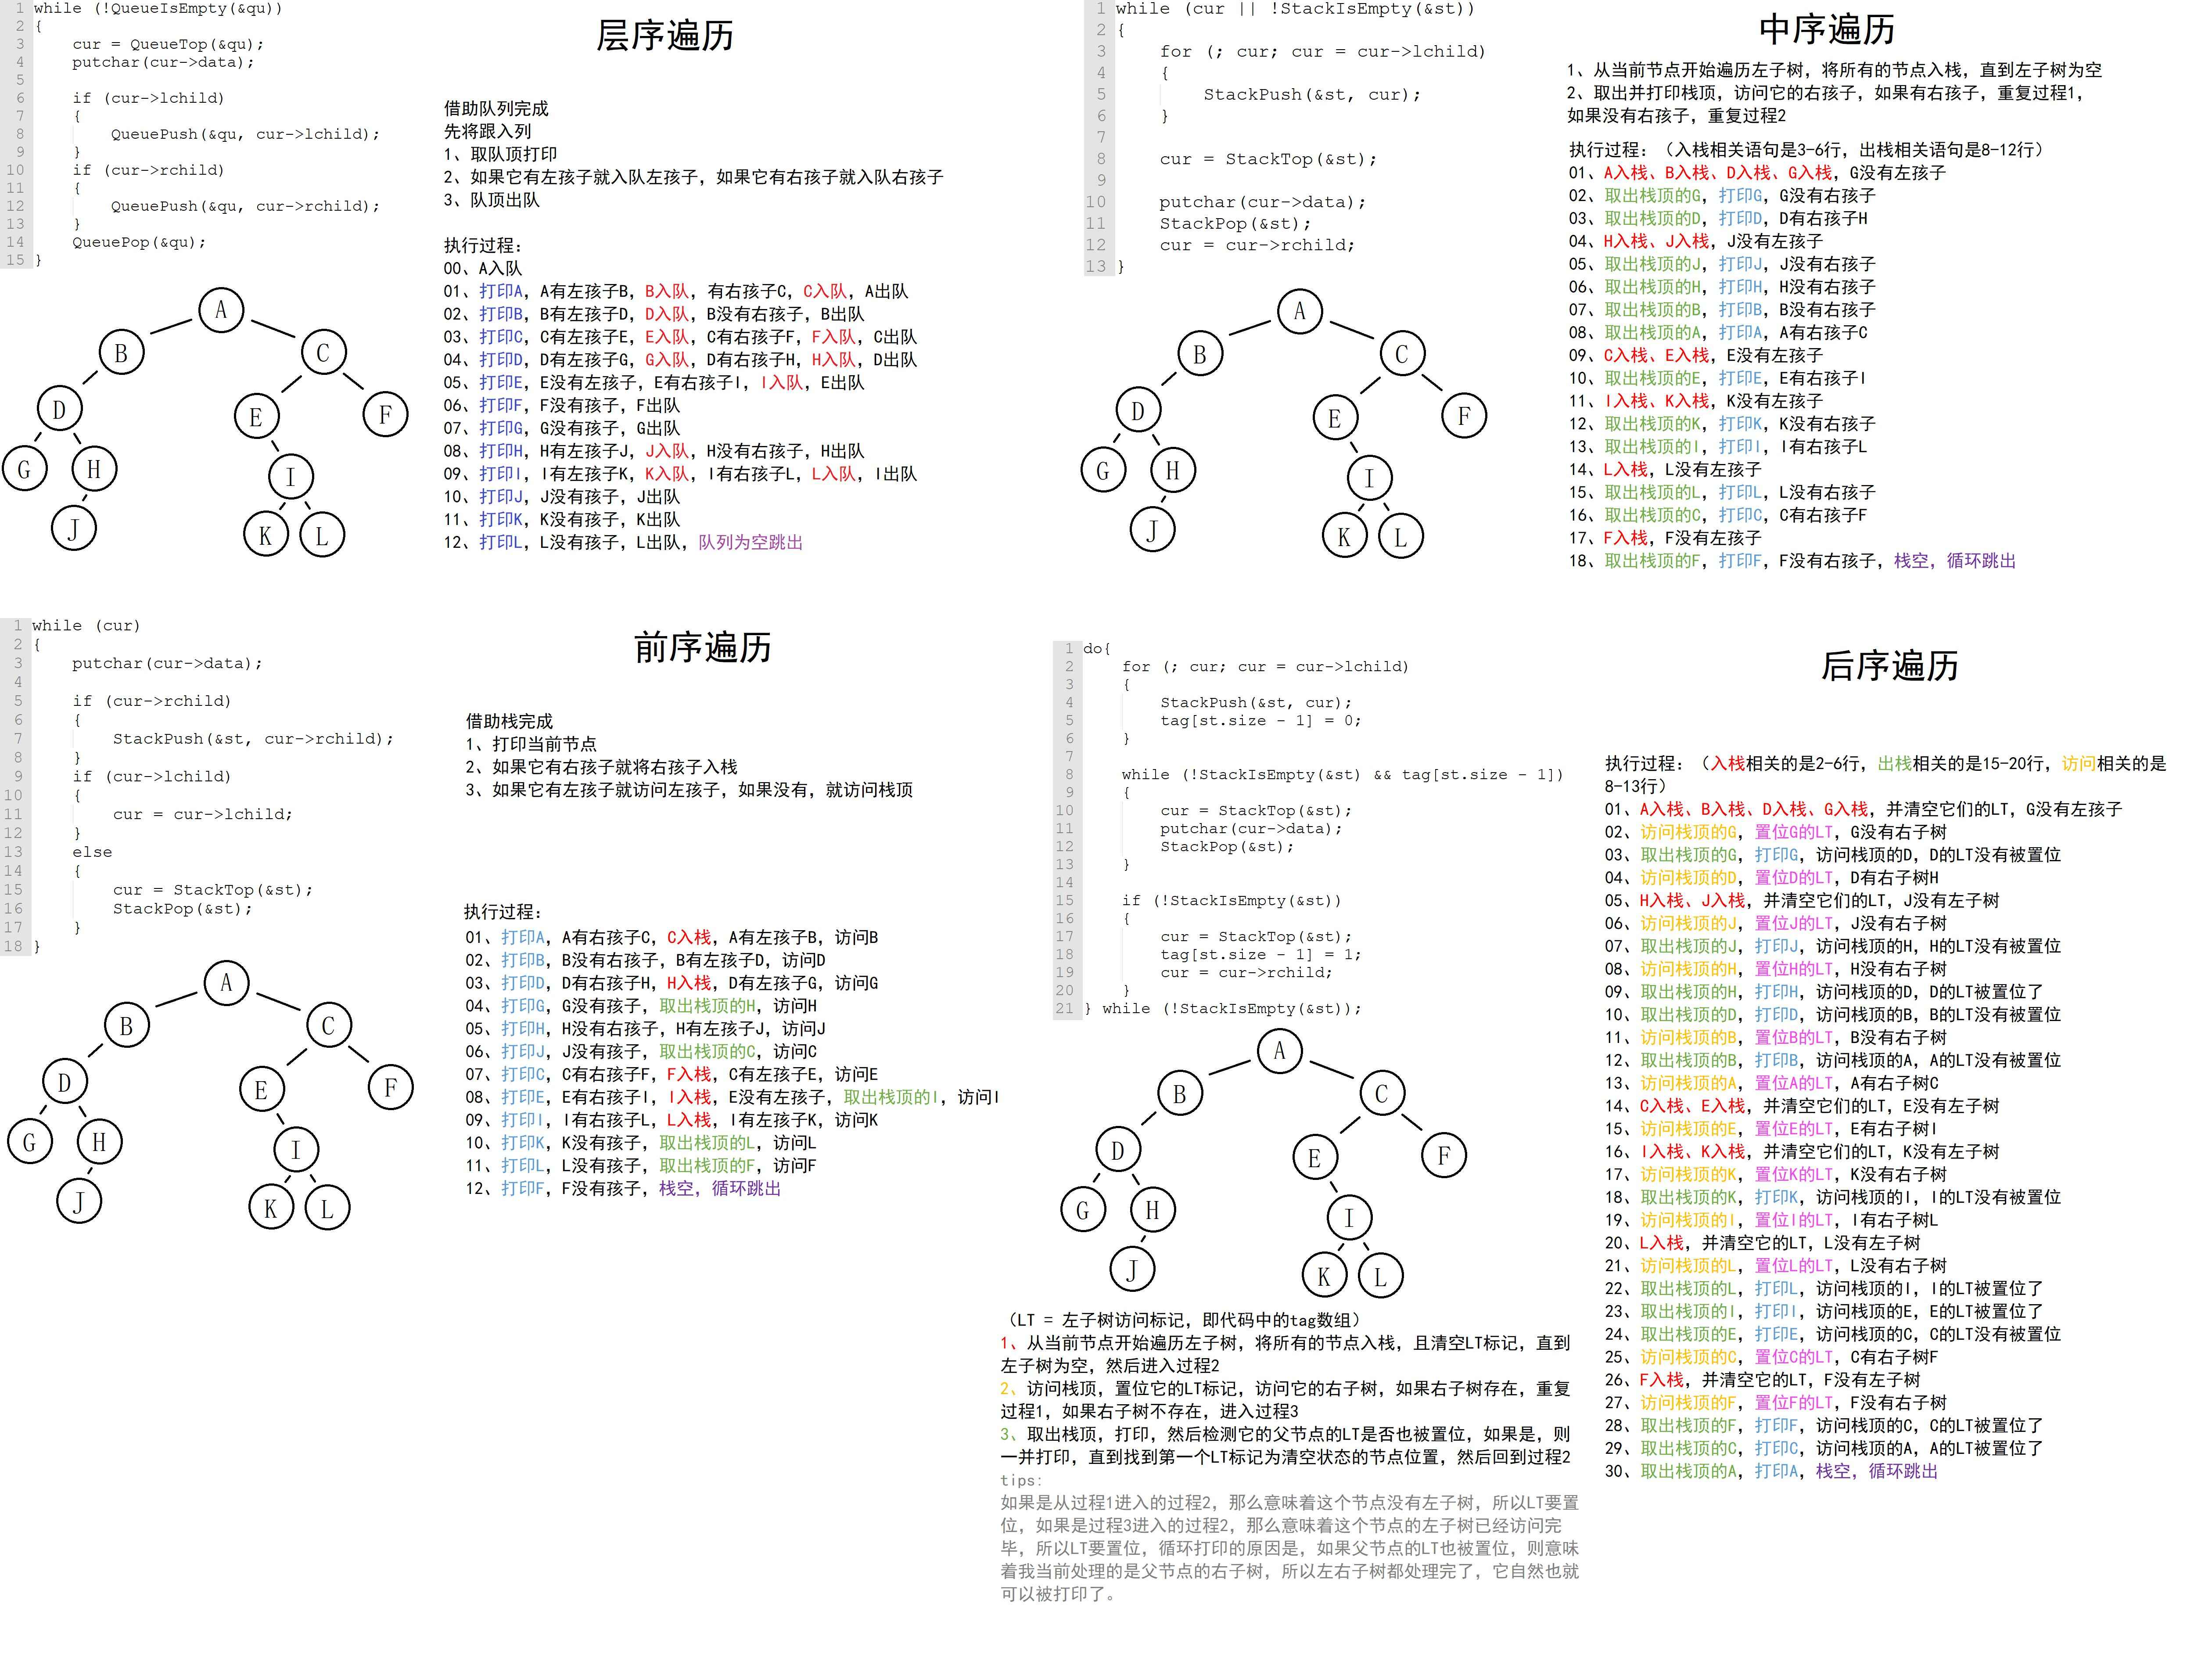 层序遍历
1 while (!QueueIsEmpty(&qu))
2 {
3 cur = QueueTop(&qu);
4 putchar(cur->data);
5
6 if (cur->lchild)
7 {
8 QueuePush(&qu, cur->lchild);
9 }
10 if (cur->rchild)
11 {
12 QueuePush(&qu, cur->rchild);
13 }
14 QueuePop(&qu);
15 }
借助队列完成
先将跟入列
1、取队顶打印
2、如果它有左孩子就入队左孩子，如果它有右孩子就入队右孩子
3、队顶出队
执行过程：
00、A入队
01、打印A，A有左孩子B，B入队，有右孩子C，C入队，A出队
02、打印B，B有左孩子D，D入队，B没有右孩子，B出队
03、打印C，C有左孩子E，E入队，C有右孩子F，F入队，C出队
04、打印D，D有左孩子G，G入队，D有右孩子H，H入队，D出队
05、打印E，E没有左孩子，E有右孩子I，I入队，E出队
06、打印F，F没有孩子，F出队
07、打印G，G没有孩子，G出队
08、打印H，H有左孩子J，J入队，H没有右孩子，H出队
09、打印I，I有左孩子K，K入队，I有右孩子L，L入队，I出队
10、打印J，J没有孩子，J出队
11、打印K，K没有孩子，K出队
12、打印L，L没有孩子，L出队，队列为空跳出
A
B C
D E F
G H I
J K L
中序遍历
1 while (cur || !StackIsEmpty(&st))
2 {
3 for (; cur; cur = cur->lchild)
4 {
5 StackPush(&st, cur);
6 }
7
8 cur = StackTop(&st);
9
10 putchar(cur->data);
11 StackPop(&st);
12 cur = cur->rchild;
13 }
1、从当前节点开始遍历左子树，将所有的节点入栈，直到左子树为空
2、取出并打印栈顶，访问它的右孩子，如果有右孩子，重复过程1，
如果没有右孩子，重复过程2
执行过程：（入栈相关语句是3-6行，出栈相关语句是8-12行）
01、A入栈、B入栈、D入栈、G入栈，G没有左孩子
02、取出栈顶的G，打印G，G没有右孩子
03、取出栈顶的D，打印D，D有右孩子H
04、H入栈、J入栈，J没有左孩子
05、取出栈顶的J，打印J，J没有右孩子
06、取出栈顶的H，打印H，H没有右孩子
07、取出栈顶的B，打印B，B没有右孩子
08、取出栈顶的A，打印A，A有右孩子C
09、C入栈、E入栈，E没有左孩子
10、取出栈顶的E，打印E，E有右孩子I
11、I入栈、K入栈，K没有左孩子
12、取出栈顶的K，打印K，K没有右孩子
13、取出栈顶的I，打印I，I有右孩子L
14、L入栈，L没有左孩子
15、取出栈顶的L，打印L，L没有右孩子
16、取出栈顶的C，打印C，C有右孩子F
17、F入栈，F没有左孩子
18、取出栈顶的F，打印F，F没有右孩子，栈空，循环跳出
A
B C
D E F
G H I
J K L
前序遍历
1 while (cur)
2 {
3 putchar(cur->data);
4
5 if (cur->rchild)
6 {
7 StackPush(&st, cur->rchild);
8 }
9 if (cur->lchild)
10 {
11 cur = cur->lchild;
12 }
13 else
14 {
15 cur = StackTop(&st);
16 StackPop(&st);
17 }
18 }
借助栈完成
1、打印当前节点
2、如果它有右孩子就将右孩子入栈
3、如果它有左孩子就访问左孩子，如果没有，就访问栈顶
执行过程：
01、打印A，A有右孩子C，C入栈，A有左孩子B，访问B
02、打印B，B没有右孩子，B有左孩子D，访问D
03、打印D，D有右孩子H，H入栈，D有左孩子G，访问G
04、打印G，G没有孩子，取出栈顶的H，访问H
05、打印H，H没有右孩子，H有左孩子J，访问J
06、打印J，J没有孩子，取出栈顶的C，访问C
07、打印C，C有右孩子F，F入栈，C有左孩子E，访问E
08、打印E，E有右孩子I，I入栈，E没有左孩子，取出栈顶的I，访问I
09、打印I，I有右孩子L，L入栈，I有左孩子K，访问K
10、打印K，K没有孩子，取出栈顶的L，访问L
11、打印L，L没有孩子，取出栈顶的F，访问F
12、打印F，F没有孩子，栈空，循环跳出
A
B C
D E F
G H I
J K L
后序遍历
1 do{
2 for (; cur; cur = cur->lchild)
3 {
4 StackPush(&st, cur);
5 tag[st.size - 1] = 0;
6 }
7
8 while (!StackIsEmpty(&st) && tag[st.size - 1])
9 {
10 cur = StackTop(&st);
11 putchar(cur->data);
12 StackPop(&st);
13 }
14
15 if (!StackIsEmpty(&st))
16 {
17 cur = StackTop(&st);
18 tag[st.size - 1] = 1;
19 cur = cur->rchild;
20 }
21 } while (!StackIsEmpty(&st));
A
B C
D E F
G H I
J K L
（LT = 左子树访问标记，即代码中的tag数组）
1、从当前节点开始遍历左子树，将所有的节点入栈，且清空LT标记，直到
左子树为空，然后进入过程2
2、访问栈顶，置位它的LT标记，访问它的右子树，如果右子树存在，重复
过程1，如果右子树不存在，进入过程3
3、取出栈顶，打印，然后检测它的父节点的LT是否也被置位，如果是，则
一并打印，直到找到第一个LT标记为清空状态的节点位置，然后回到过程2
tips:
如果是从过程1进入的过程2，那么意味着这个节点没有左子树，所以LT要置
位，如果是过程3进入的过程2，那么意味着这个节点的左子树已经访问完
毕，所以LT要置位，循环打印的原因是，如果父节点的LT也被置位，则意味
着我当前处理的是父节点的右子树，所以左右子树都处理完了，它自然也就
可以被打印了。
执行过程：（入栈相关的是2-6行，出栈相关的是15-20行，访问相关的是
8-13行）
01、A入栈、B入栈、D入栈、G入栈，并清空它们的LT，G没有左孩子
02、访问栈顶的G，置位G的LT，G没有右子树
03、取出栈顶的G，打印G，访问栈顶的D，D的LT没有被置位
04、访问栈顶的D，置位D的LT，D有右子树H
05、H入栈、J入栈，并清空它们的LT，J没有左子树
06、访问栈顶的J，置位J的LT，J没有右子树
07、取出栈顶的J，打印J，访问栈顶的H，H的LT没有被置位
08、访问栈顶的H，置位H的LT，H没有右子树
09、取出栈顶的H，打印H，访问栈顶的D，D的LT被置位了
10、取出栈顶的D，打印D，访问栈顶的B，B的LT没有被置位
11、访问栈顶的B，置位B的LT，B没有右子树
12、取出栈顶的B，打印B，访问栈顶的A，A的LT没有被置位
13、访问栈顶的A，置位A的LT，A有右子树C
14、C入栈、E入栈，并清空它们的LT，E没有左子树
15、访问栈顶的E，置位E的LT，E有右子树I
16、I入栈、K入栈，并清空它们的LT，K没有左子树
17、访问栈顶的K，置位K的LT，K没有右子树
18、取出栈顶的K，打印K，访问栈顶的I，I的LT没有被置位
19、访问栈顶的I，置位I的LT，I有右子树L
20、L入栈，并清空它的LT，L没有左子树
21、访问栈顶的L，置位L的LT，L没有右子树
22、取出栈顶的L，打印L，访问栈顶的I，I的LT被置位了
23、取出栈顶的I，打印I，访问栈顶的E，E的LT被置位了
24、取出栈顶的E，打印E，访问栈顶的C，C的LT没有被置位
25、访问栈顶的C，置位C的LT，C有右子树F
26、F入栈，并清空它的LT，F没有左子树
27、访问栈顶的F，置位F的LT，F没有右子树
28、取出栈顶的F，打印F，访问栈顶的C，C的LT被置位了
29、取出栈顶的C，打印C，访问栈顶的A，A的LT被置位了
30、取出栈顶的A，打印A，栈空，循环跳出